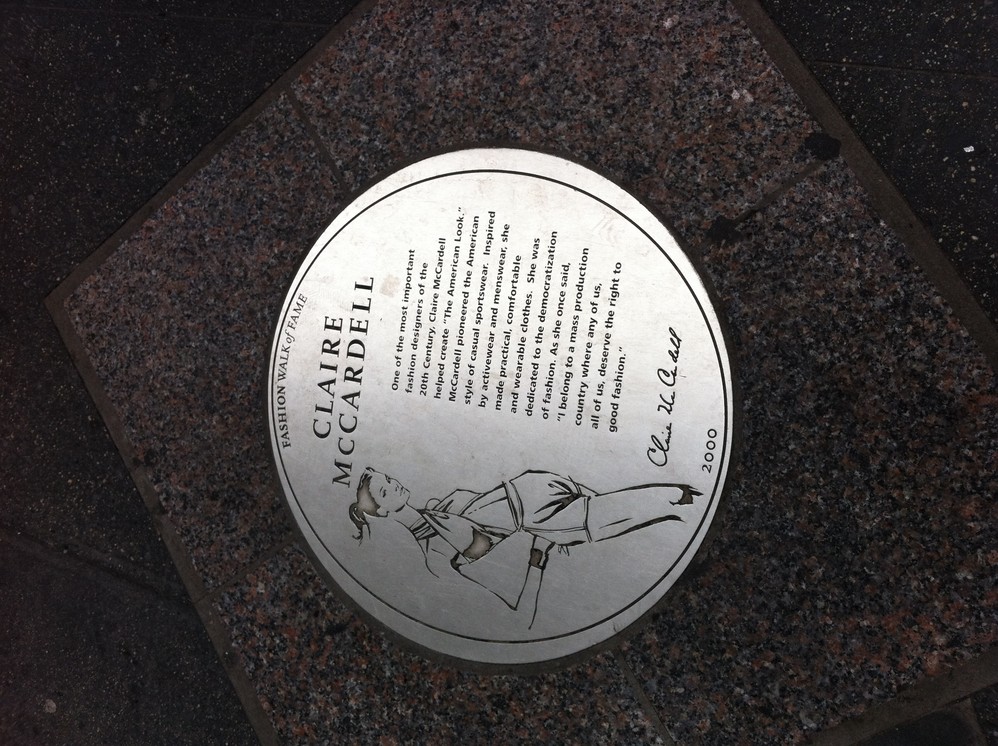 FASHION WALK of FAME
CLAIRE
MCCARDELL
One of the most important
fashion designers of the
20th Century, Claire McCardell
helped create "The American Look."
McCardell pioneered the American
style of casual sportswear. Inspired
by activewear and menswear, she
made practical, comfortable
and wearable clothes. She was
dedicated to the democratization
of fashion. As she once said,
"I belong to a mass production
country where any of us,
all of us, deserve the right to
good fashion."
Claire McCardell
2000